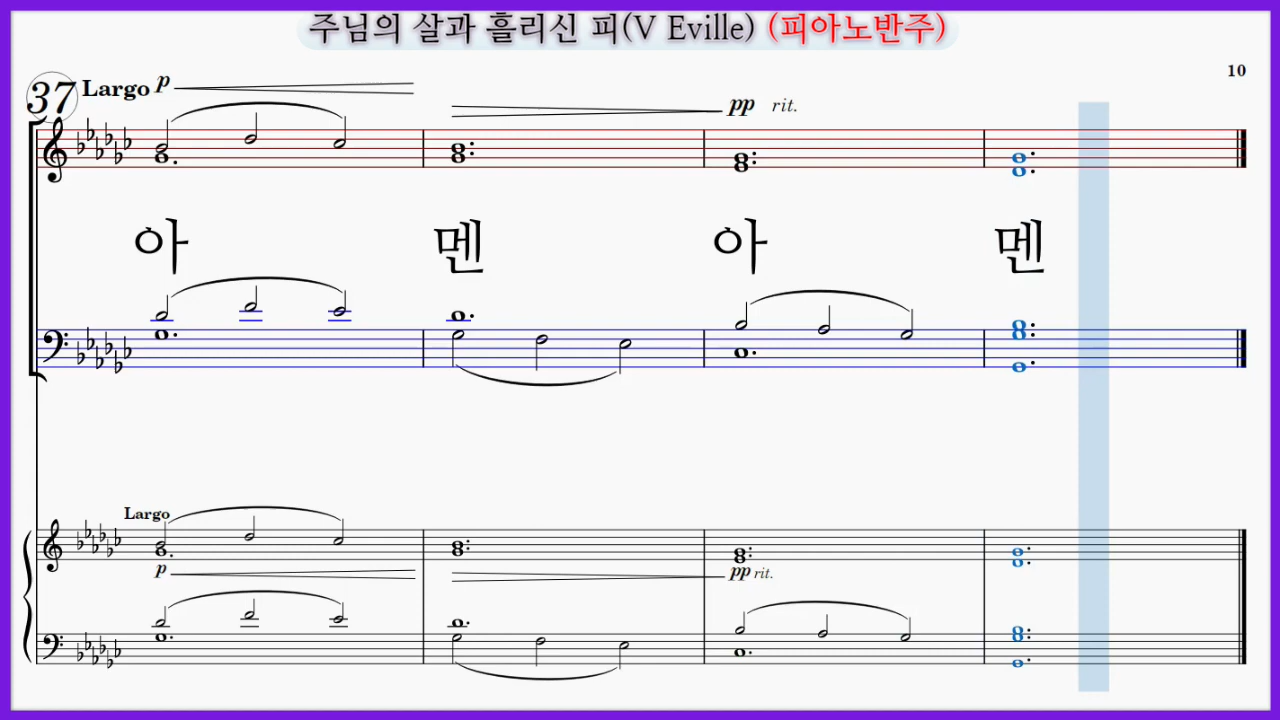 주님의 살과 흘리신 피(V Eville) (피아노반주)
10
37 Largo p
pp rit.
아 멘 아 멘
Largo
p
pp rit.